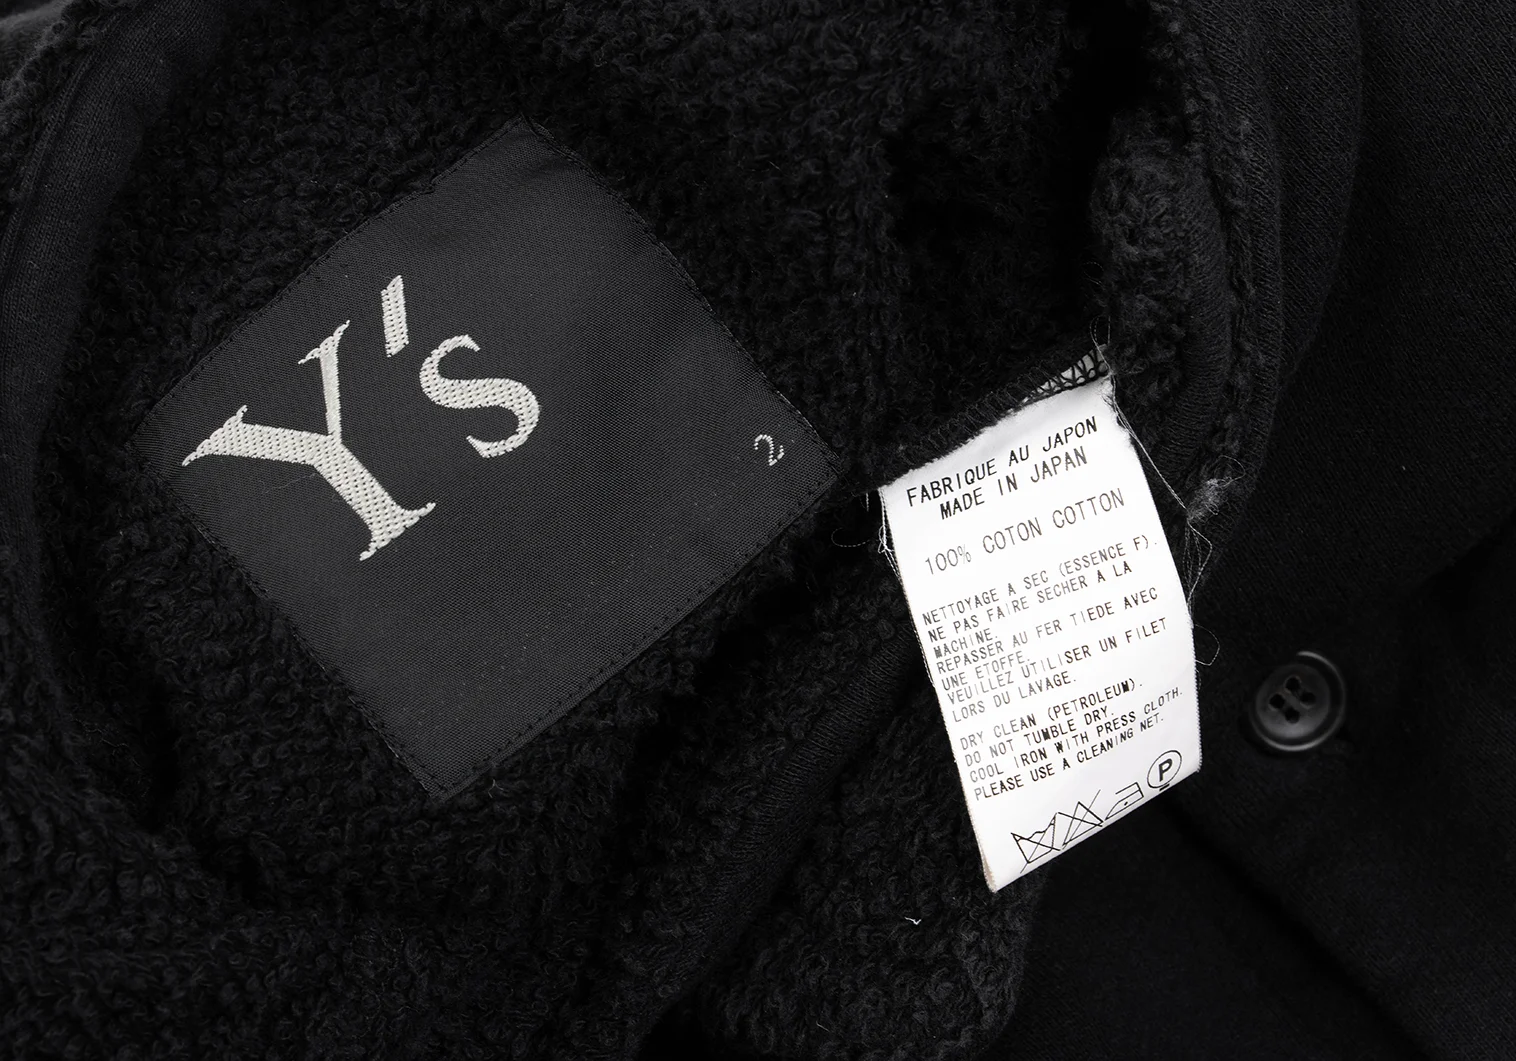 Y's
2
FABRIQUE AU JAPON
MADE IN JAPAN
100% COTON COTTON
NETTOYAGE A SEC (ESSENCE F).
NE PAS FAIRE SECHER A LA
MACHINE.
REPASSER AU FER TIEDE AVEC
UNE ETOFFE.
VEUILLEZ UTILISER UN FILET
LORS DU LAVAGE.
DRY CLEAN (PETROLEUM).
DO NOT TUMBLE DRY.
COOL IRON WITH PRESS CLOTH.
PLEASE USE A CLEANING NET.
P